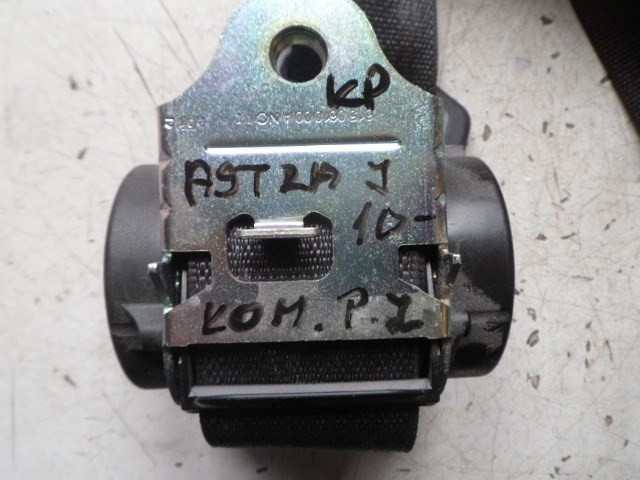 KP
ASTRA J
10-
KOM. P. Z